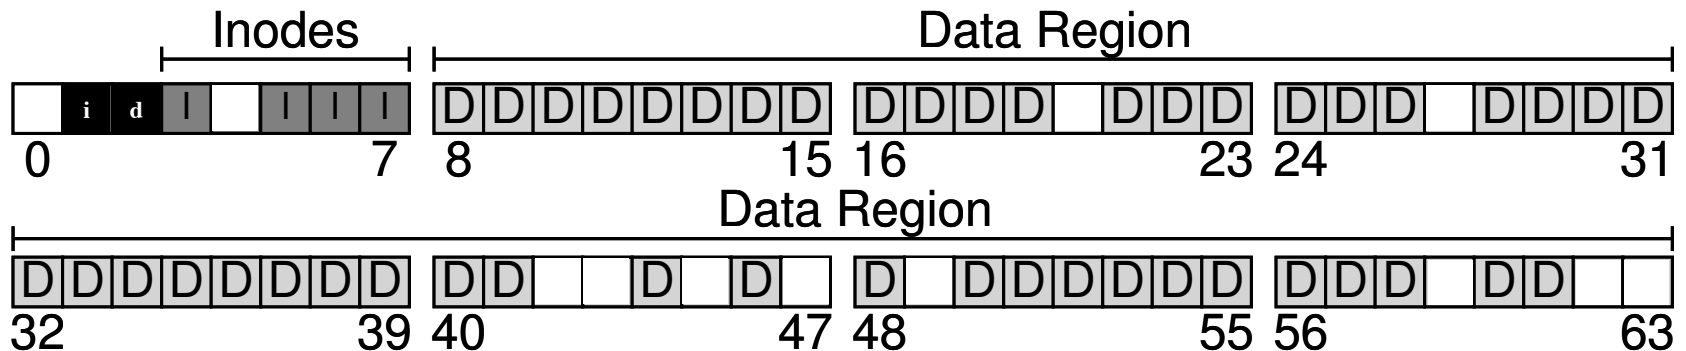 Inodes Data Region
i d I I I I D D D D D D D D D D D D D D D D D D D D D D
0 7 8 15 16 23 24 31
Data Region
D D D D D D D D D D D D D D D D D D D D D D D D
32 39 40 47 48 55 56 63